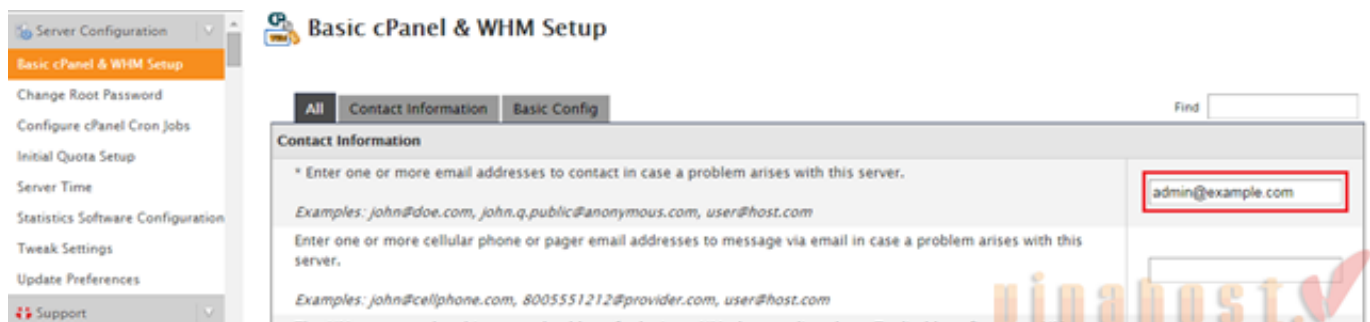 Server Configuration
Basic cPanel & WHM Setup
Change Root Password
Configure cPanel Cron Jobs
Initial Quota Setup
Server Time
Statistics Software Configuration
Tweak Settings
Update Preferences
Support
Basic cPanel & WHM Setup
All Contact Information Basic Config
Find
Contact Information
* Enter one or more email addresses to contact in case a problem arises with this server.
admin@example.com
Examples: john@doe.com, john.q.public@anonymous.com, user@host.com
Enter one or more cellular phone or pager email addresses to message via email in case a problem arises with this
server.
Examples: john@cellphone.com, 8005551212@provider.com, user@host.com